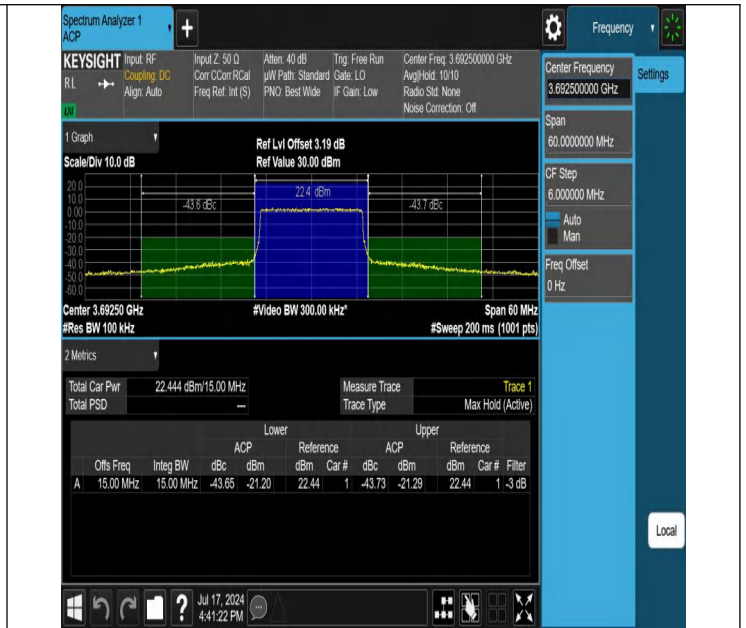 Spectrum Analyzer 1
ACP
Frequency
KEYSIGHT Input: RF Input Z: 50 Ω Atten: 40 dB Trig: Free Run Center Freq: 3.692500000 GHz
RL Coupling: DC Corr CCorr RCal µW Path: Standard Gate: LO Avg|Hold: 10/10
Align: Auto Freq Ref: Int (S) PNO: Best Wide IF Gain: Low Radio Std: None
Noise Correction: Off
Center Frequency
3.692500000 GHz
Settings
Span
60.0000000 MHz
CF Step
6.000000 MHz
Auto
Man
Freq Offset
0 Hz
1 Graph
Ref Lvl Offset 3.19 dB
Scale/Div 10.0 dB Ref Value 30.00 dBm
20.0
10.0
0.00
-10.0
-20.0
-30.0
-40.0
-50.0
-60.0
-43.6 dBc 22.4 dBm -43.7 dBc
Center 3.69250 GHz #Video BW 300.00 kHz* Span 60 MHz
#Res BW 100 kHz #Sweep 200 ms (1001 pts)
2 Metrics
Total Car Pwr 22.444 dBm/15.00 MHz Measure Trace Trace 1
Total PSD --- Trace Type Max Hold (Active)
Lower Upper
ACP Reference ACP Reference
Offs Freq Integ BW dBc dBm dBm Car # dBc dBm dBm Car # Filter
A 15.00 MHz 15.00 MHz -43.65 -21.20 22.44 1 -43.73 -21.29 22.44 1 -3 dB
Local
Jul 17, 2024
4:41:22 PM